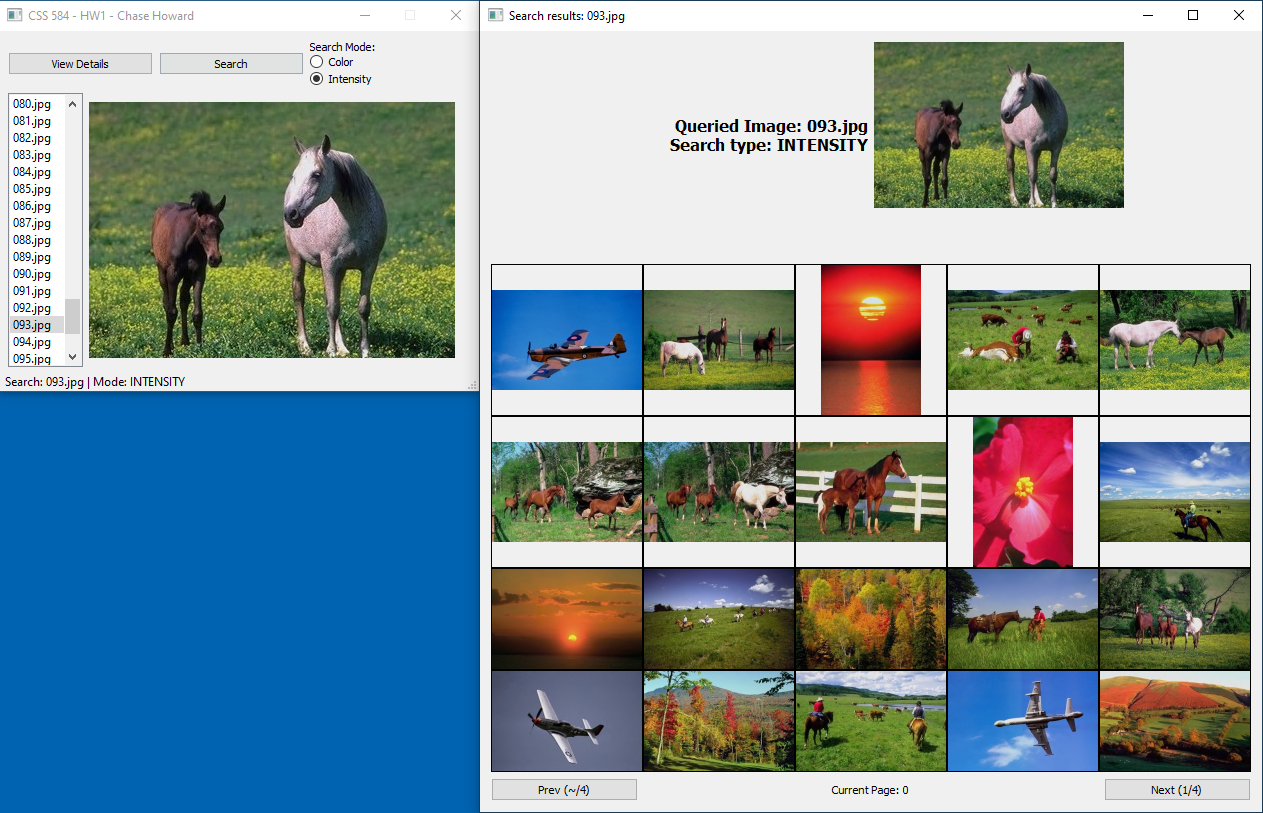 CSS 584 - HW1 - Chase Howard
View Details
Search
Search Mode:
Color
Intensity
080.jpg
081.jpg
082.jpg
083.jpg
084.jpg
085.jpg
086.jpg
087.jpg
088.jpg
089.jpg
090.jpg
091.jpg
092.jpg
093.jpg
094.jpg
095.jpg
Search: 093.jpg | Mode: INTENSITY
Search results: 093.jpg
Queried Image: 093.jpg
Search type: INTENSITY
Prev (~/4)
Current Page: 0
Next (1/4)